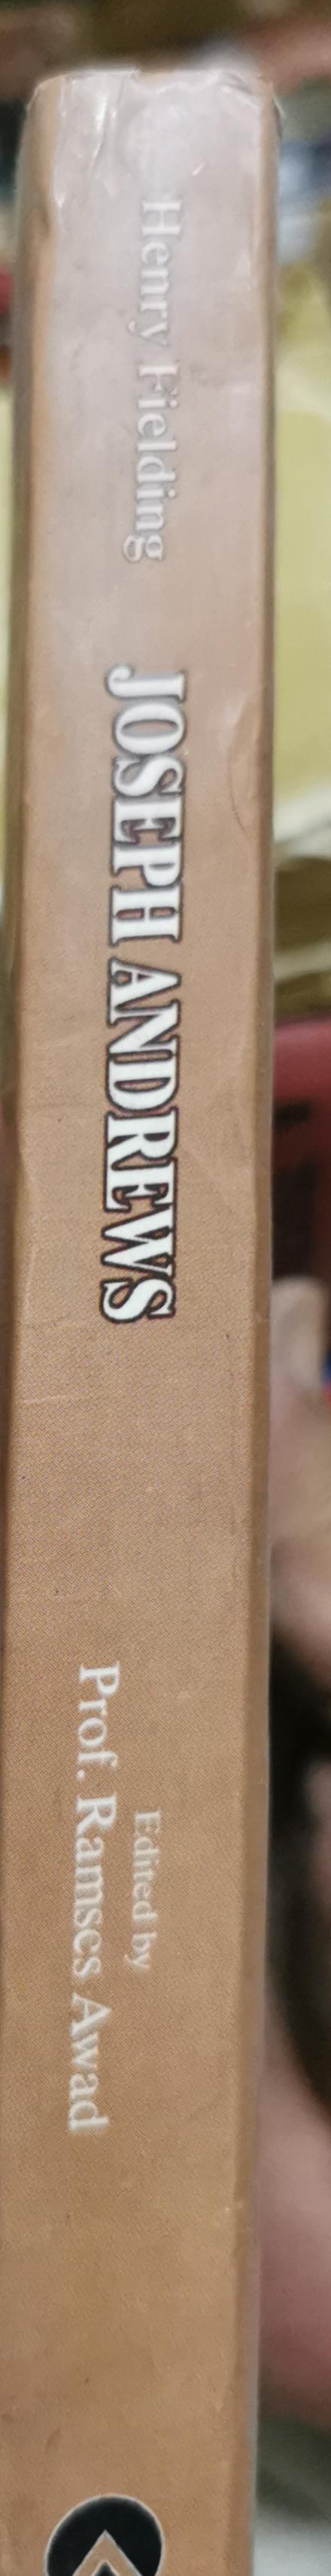 Henry Fielding
JOSEPH ANDREWS
Edited by
Prof. Ramses Awad